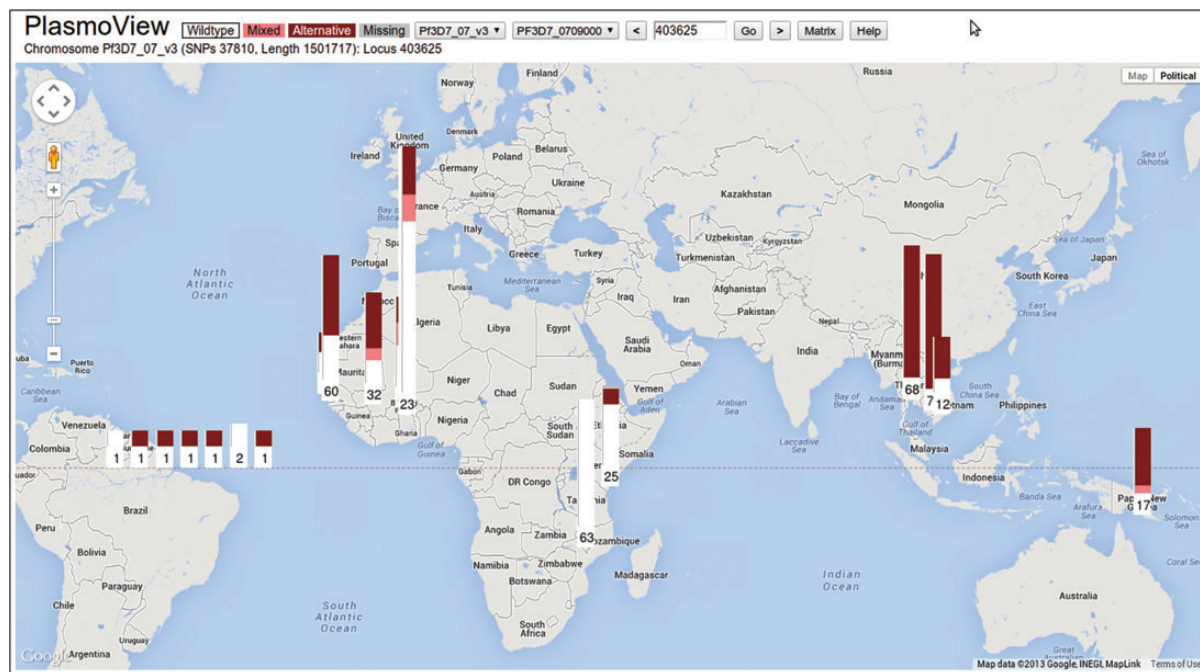 PlasmoView Wildtype Mixed Alternative Missing Pf3D7_07_v3 PF3D7_0709000 < 403625 Go > Matrix Help
Chromosome Pf3D7_07_v3 (SNPs 37810, Length 1501717): Locus 403625
Map Political
Finland
Russia
Norway
Sea of
Okhotsk
United
Kingdom
Denmark
Ireland
Belarus
Poland
Germany
Kazakhstan
Ukraine
Austria
Mongolia
Bay of
Romania
Italy
Uzbekistan
Kyrgyzstan
Sea of Japan
Portugal
Greece
Turkey
Turkmenistan
Japan
South Korea
North
Atlantic
Ocean
Tunisia
Mediterranean
Sea
Syria
Afghanistan
Iraq
Iran
East
China Sea
Pakistan
Algeria
Libya
Egypt
Nepal
Saudi
Arabia
India
Oman
Puerto
Rico
Caribbean
Sea
60
32
23
Niger
Chad
Sudan
Yemen
Gulf of
Aden
Arabian
Sea
Bay of
Bengal
68
7
12
South
China Sea
Philippines
Guinea
Nigeria
Ghana
South
Sudan
Gulf of
Thailand
Laccadive
Sea
Venezuela
Colombia
1
1
1
1
1
2
1
Gulf of
Guinea
Somalia
25
Malaysia
Gabon
DR Congo
Indonesia
Banda Sea
17
Arafura
Sea
Solomon
Sea
Brazil
Peru
Angola
Zambia
63
Bolivia
Namibia
Zimbabwe
Botswana
Madagascar
Indian
Ocean
Coral Sea
Paraguay
Chile
South
Atlantic
Ocean
Australia
South
Africa
Uruguay
Argentina
Great
Australian
Google
Map data ©2013 Google, INEGI, MapLink Terms of Use